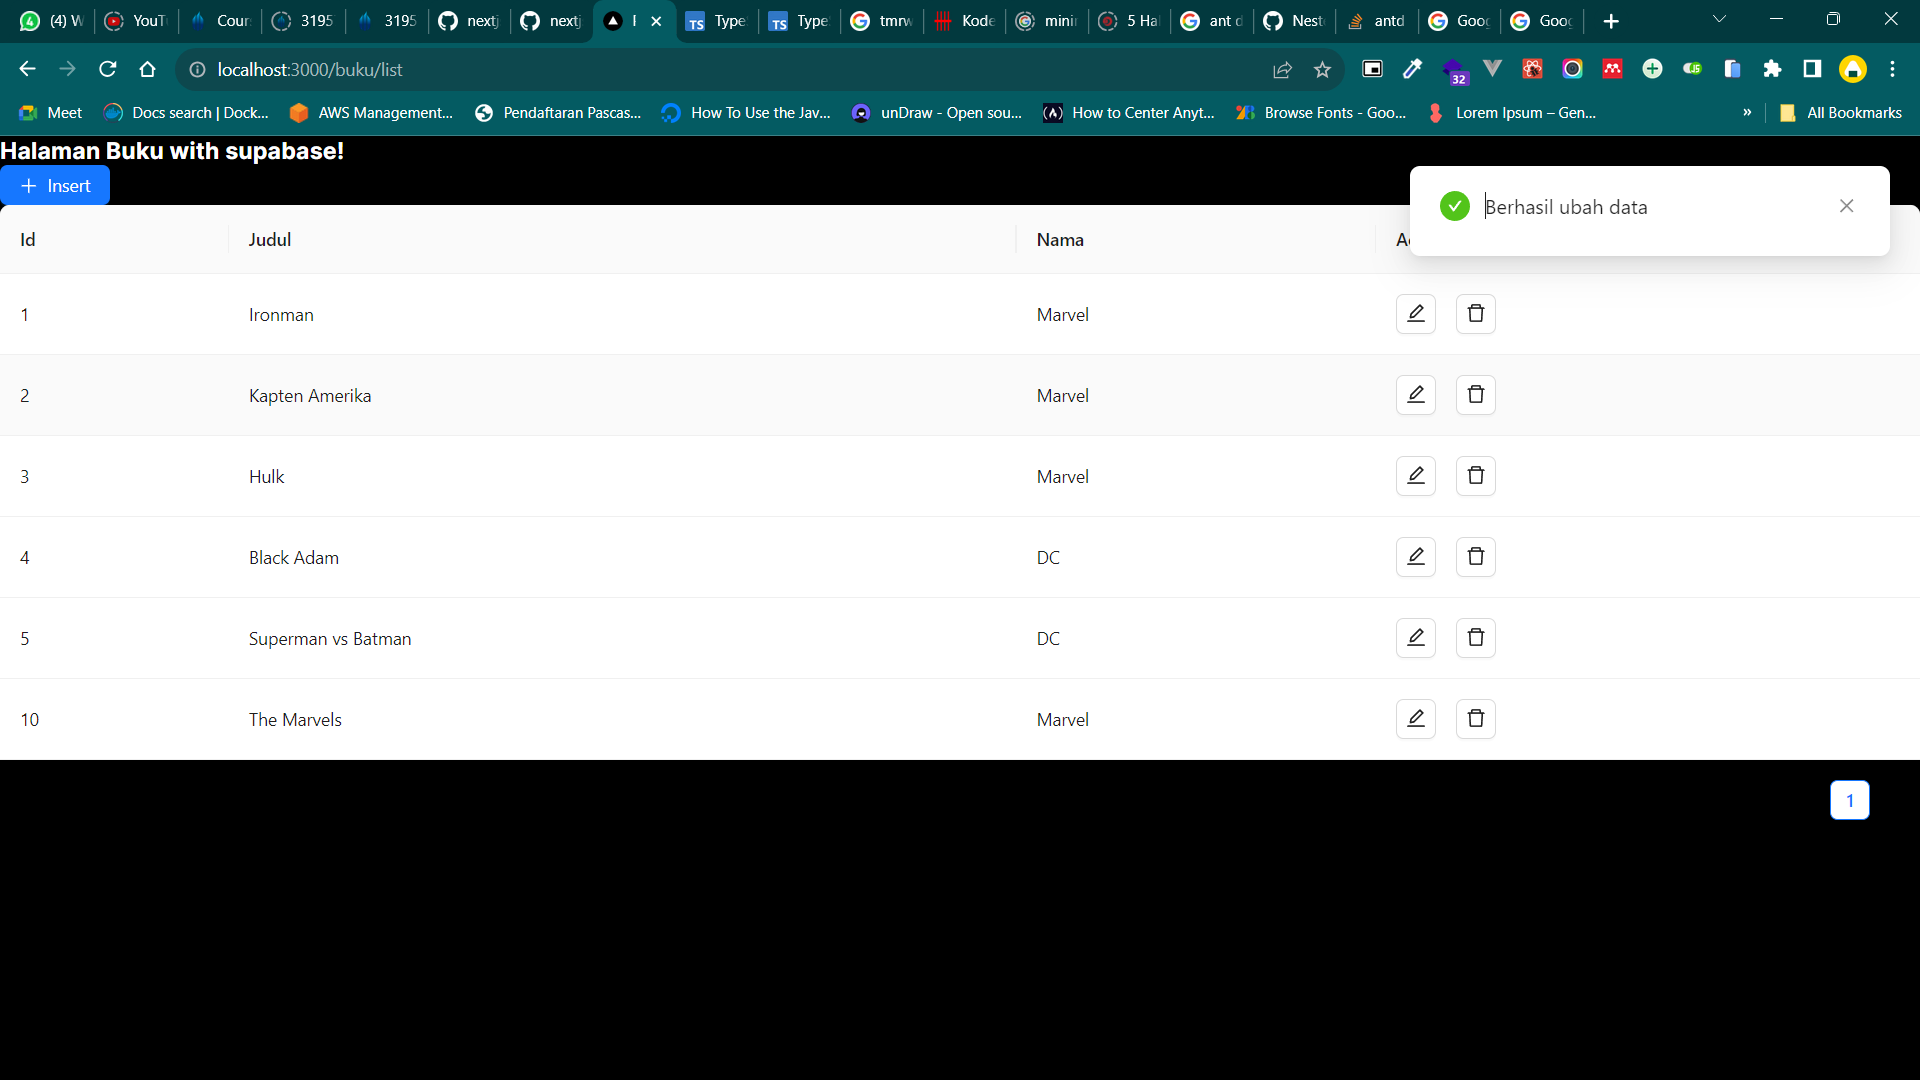 (4) W YouT Cour 3195 3195 nextj nextj Type Type tmrw Kode minir 5 Hal ant d Nest antd Goog Goog
localhost:3000/buku/list
32
Meet Docs search | Dock... AWS Management... Pendaftaran Pascas... How To Use the Jav... unDraw - Open sou... How to Center Anyt... Browse Fonts - Goo... Lorem Ipsum – Gen... » All Bookmarks
Halaman Buku with supabase!
+ Insert
Berhasil ubah data
Id Judul Nama
1 Ironman Marvel
2 Kapten Amerika Marvel
3 Hulk Marvel
4 Black Adam DC
5 Superman vs Batman DC
10 The Marvels Marvel
1